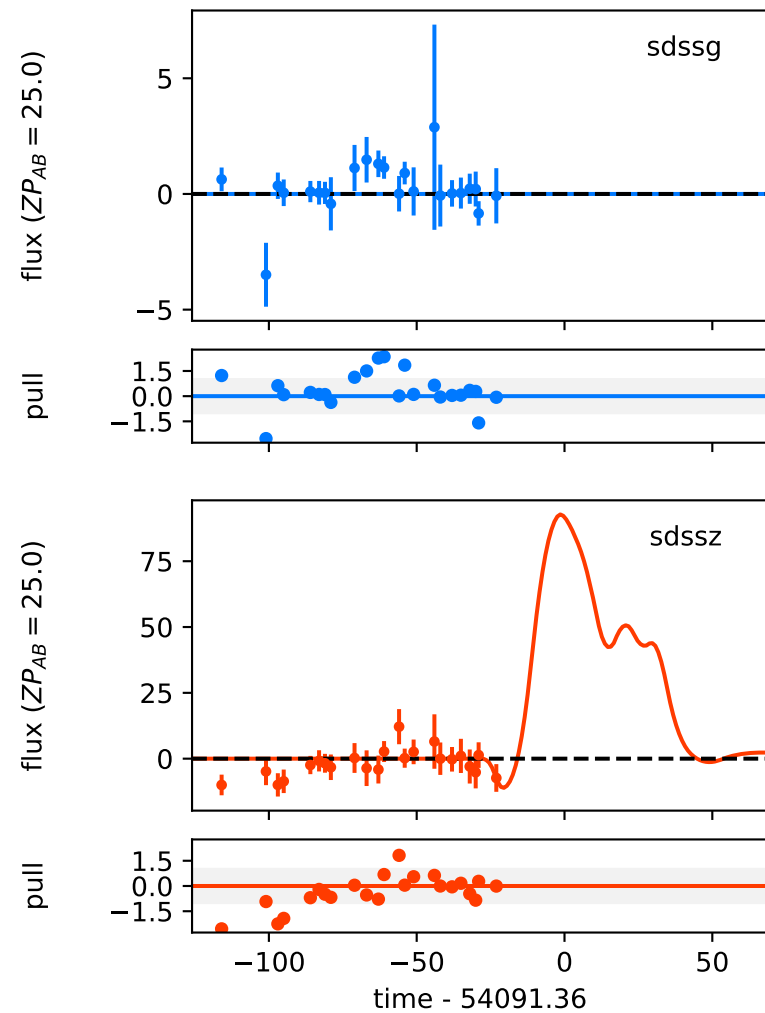 sdssg
flux (ZP_AB = 25.0)
5
0
−5
pull
1.5
0.0
−1.5
sdssz
flux (ZP_AB = 25.0)
75
50
25
0
pull
1.5
0.0
−1.5
−100 −50 0 50
time - 54091.36